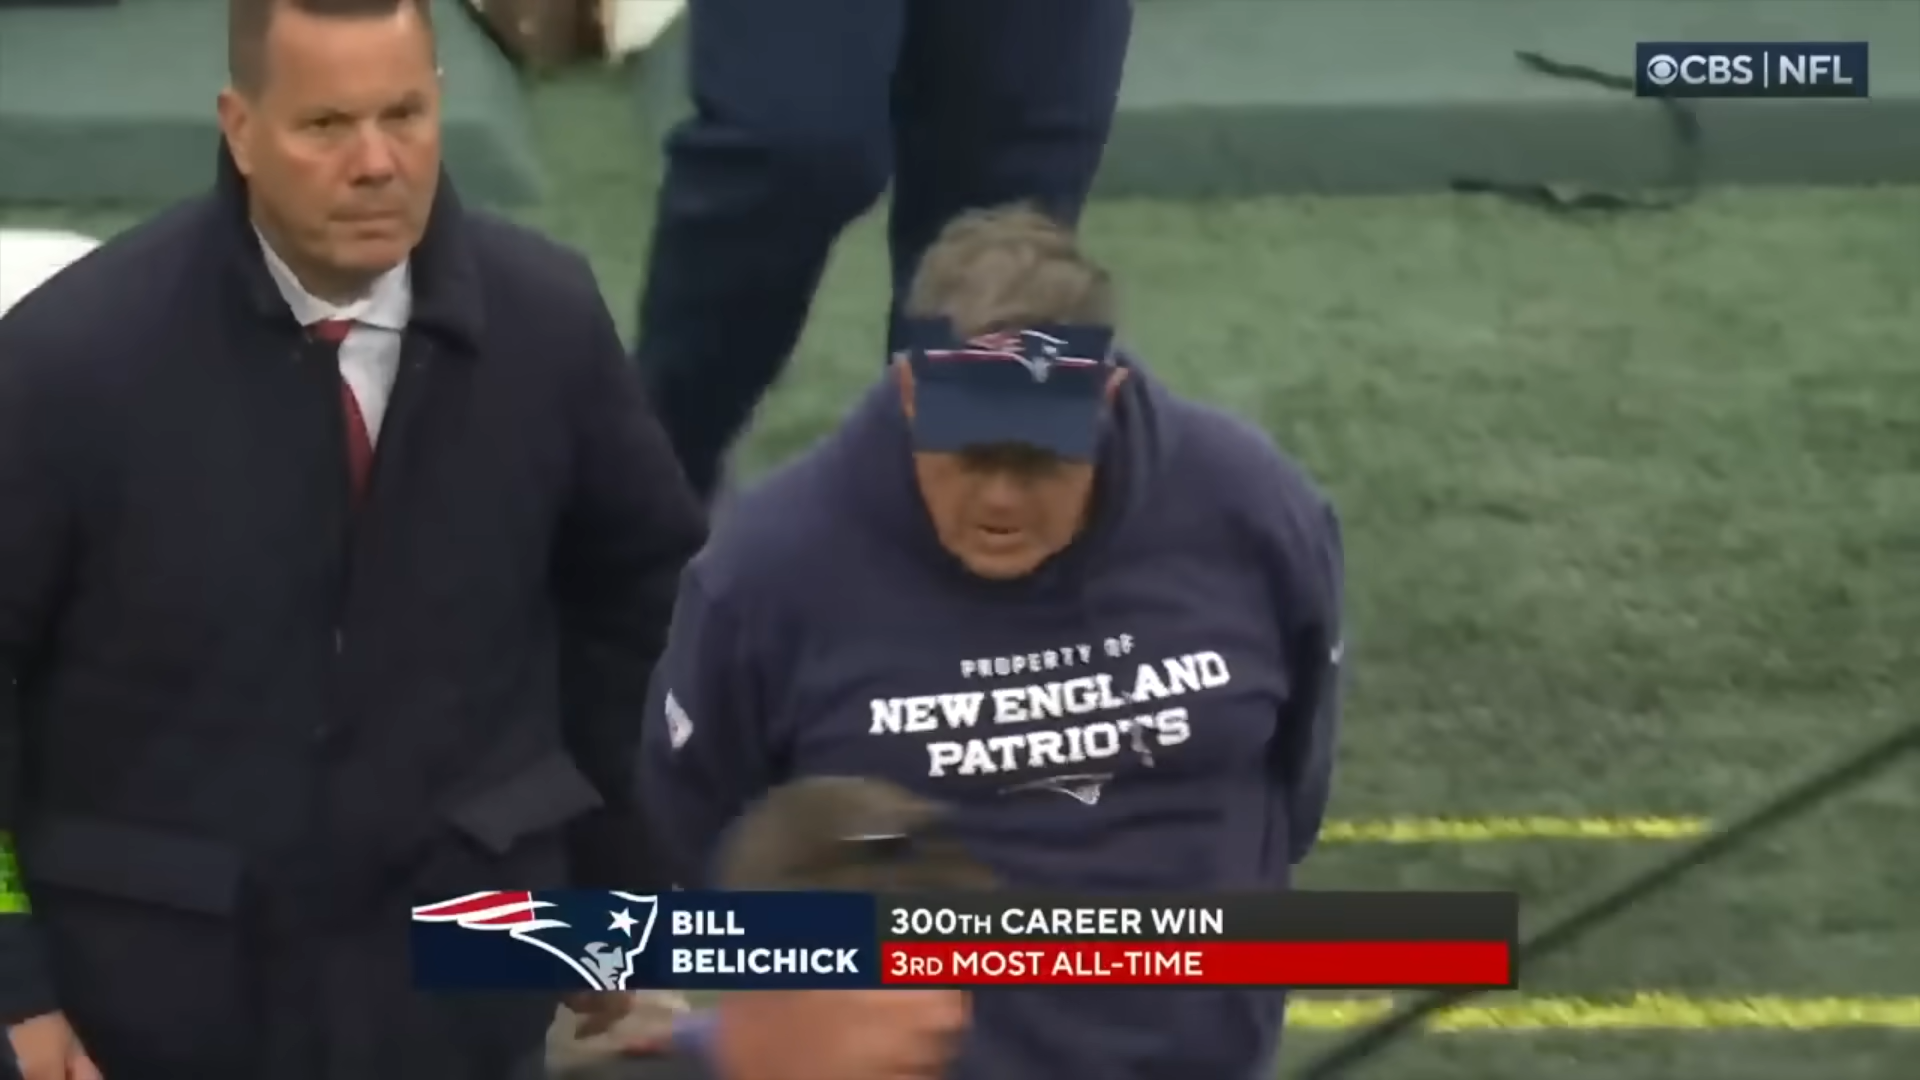 CBS | NFL
PROPERTY OF
NEW ENGLAND
PATRIOTS
BILL
BELICHICK
300TH CAREER WIN
3RD MOST ALL-TIME